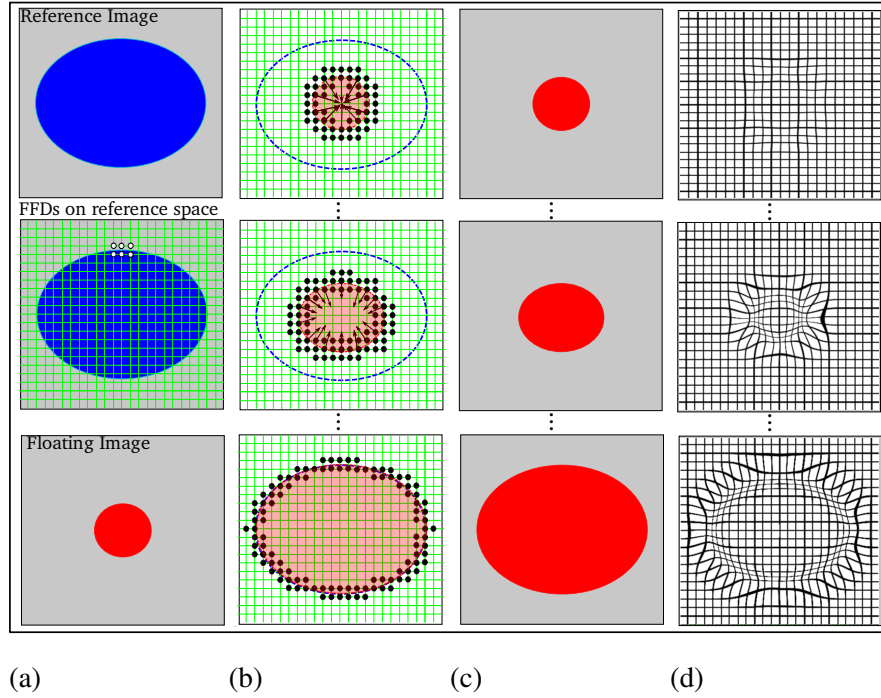 Reference Image
FFDs on reference space
Floating Image
(a) (b) (c) (d)